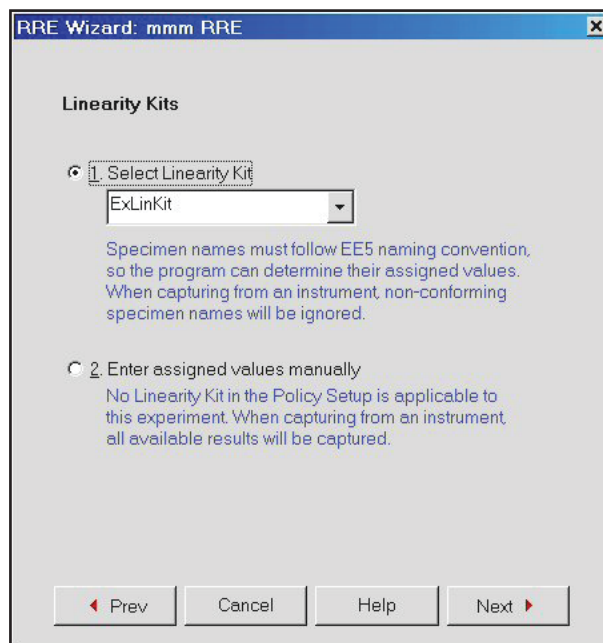 RRE Wizard: mmm RRE
Linearity Kits
1. Select Linearity Kit
ExLinKit
Specimen names must follow EE5 naming convention,
so the program can determine their assigned values.
When capturing from an instrument, non-conforming
specimen names will be ignored.
2. Enter assigned values manually
No Linearity Kit in the Policy Setup is applicable to
this experiment. When capturing from an instrument,
all available results will be captured.
Prev
Cancel
Help
Next